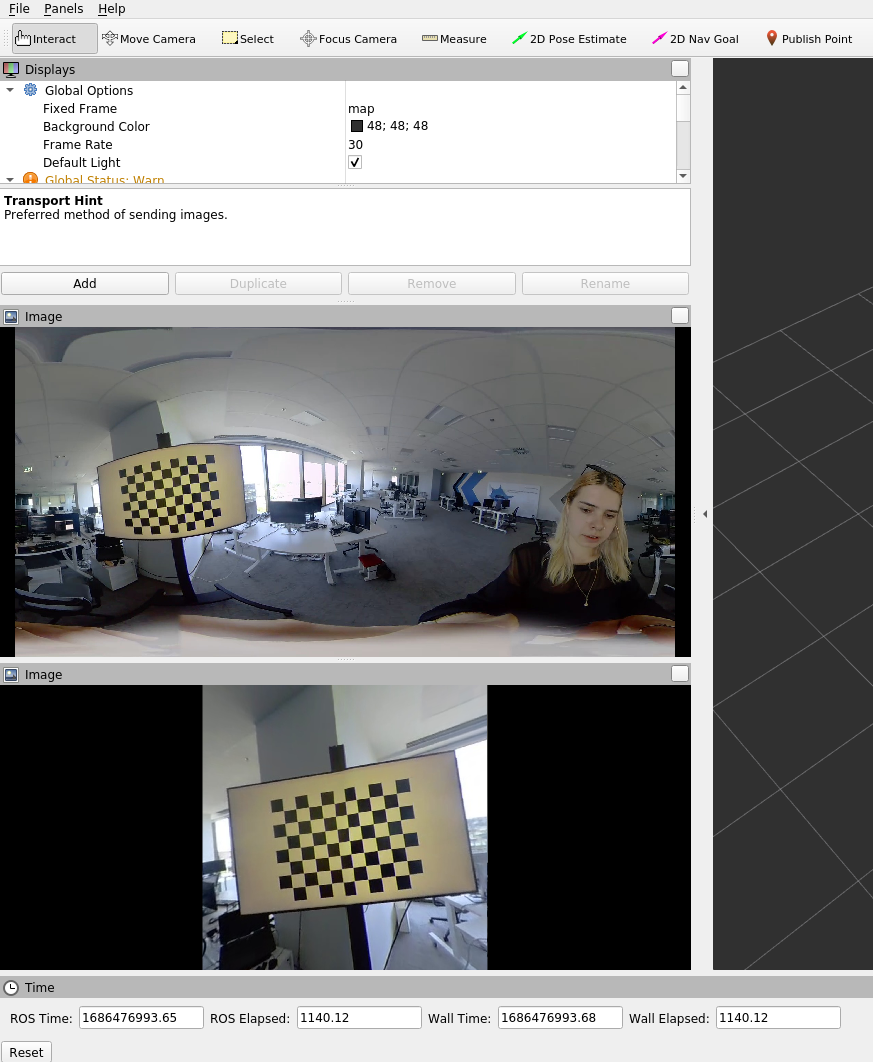 File Panels Help
Interact Move Camera Select Focus Camera Measure 2D Pose Estimate 2D Nav Goal Publish Point
Displays
Global Options
Fixed Frame map
Background Color 48; 48; 48
Frame Rate 30
Default Light
Global Status: Warn
Transport Hint
Preferred method of sending images.
Add Duplicate Remove Rename
Image
Image
Time
ROS Time: 1686476993.65 ROS Elapsed: 1140.12 Wall Time: 1686476993.68 Wall Elapsed: 1140.12
Reset